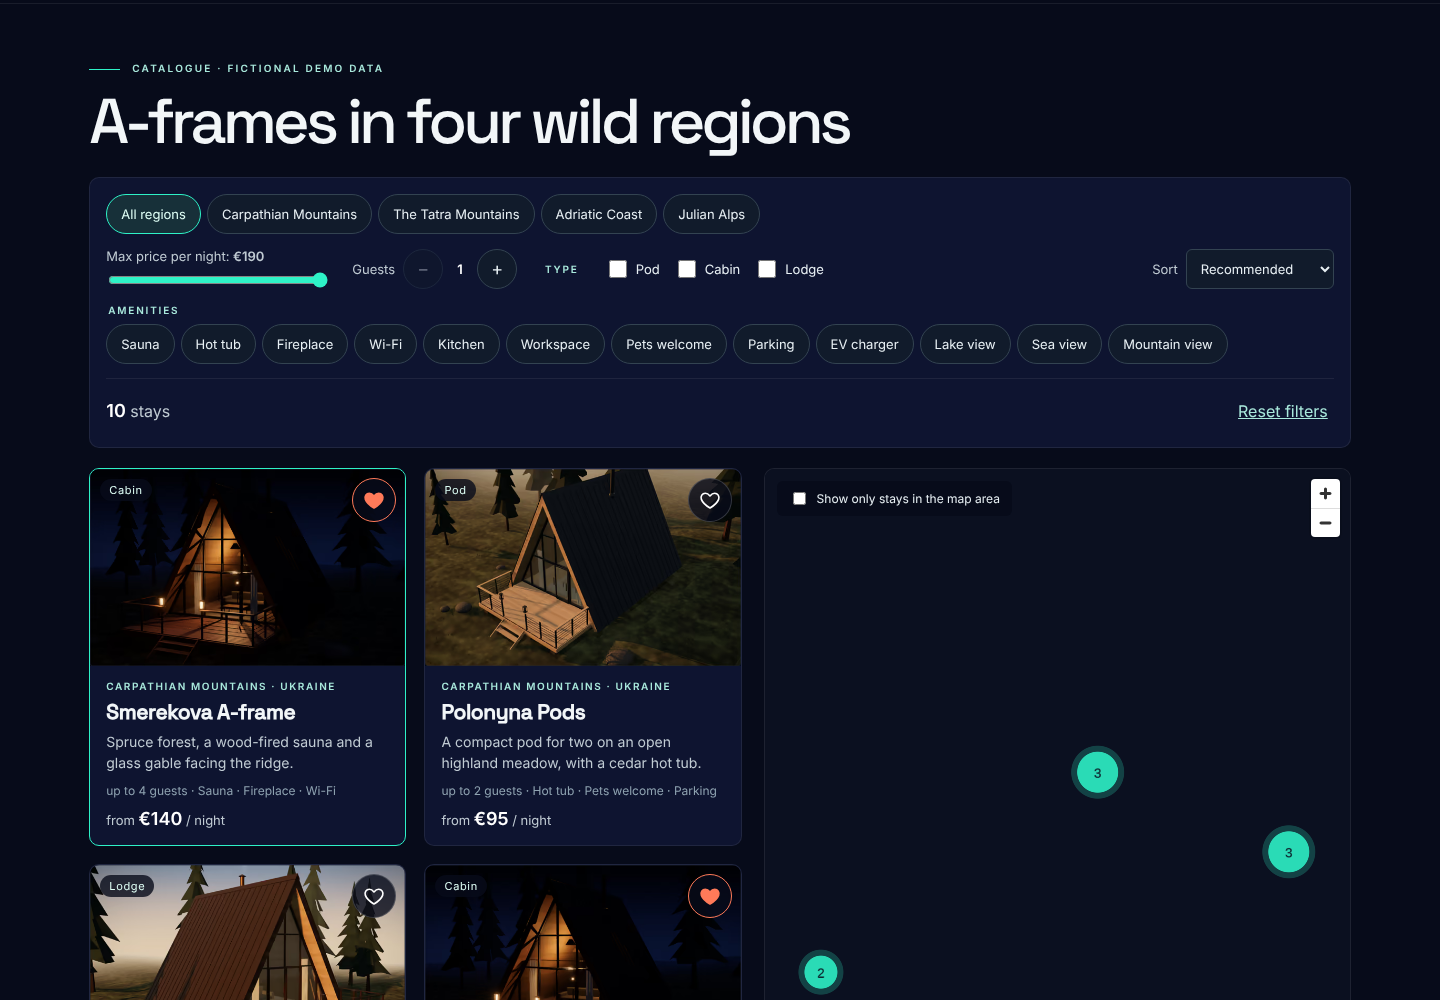 CATALOGUE · FICTIONAL DEMO DATA
A-frames in four wild regions
All regions
Carpathian Mountains
The Tatra Mountains
Adriatic Coast
Julian Alps
Max price per night: €190
Guests
−
1
+
TYPE
Pod
Cabin
Lodge
Sort
Recommended
AMENITIES
Sauna
Hot tub
Fireplace
Wi-Fi
Kitchen
Workspace
Pets welcome
Parking
EV charger
Lake view
Sea view
Mountain view
10 stays
Reset filters
Cabin
CARPATHIAN MOUNTAINS · UKRAINE
Smerekova A-frame
Spruce forest, a wood-fired sauna and a
glass gable facing the ridge.
up to 4 guests · Sauna · Fireplace · Wi-Fi
from €140 / night
Pod
CARPATHIAN MOUNTAINS · UKRAINE
Polonyna Pods
A compact pod for two on an open
highland meadow, with a cedar hot tub.
up to 2 guests · Hot tub · Pets welcome · Parking
from €95 / night
Lodge
Cabin
Show only stays in the map area
+
−
3
3
2